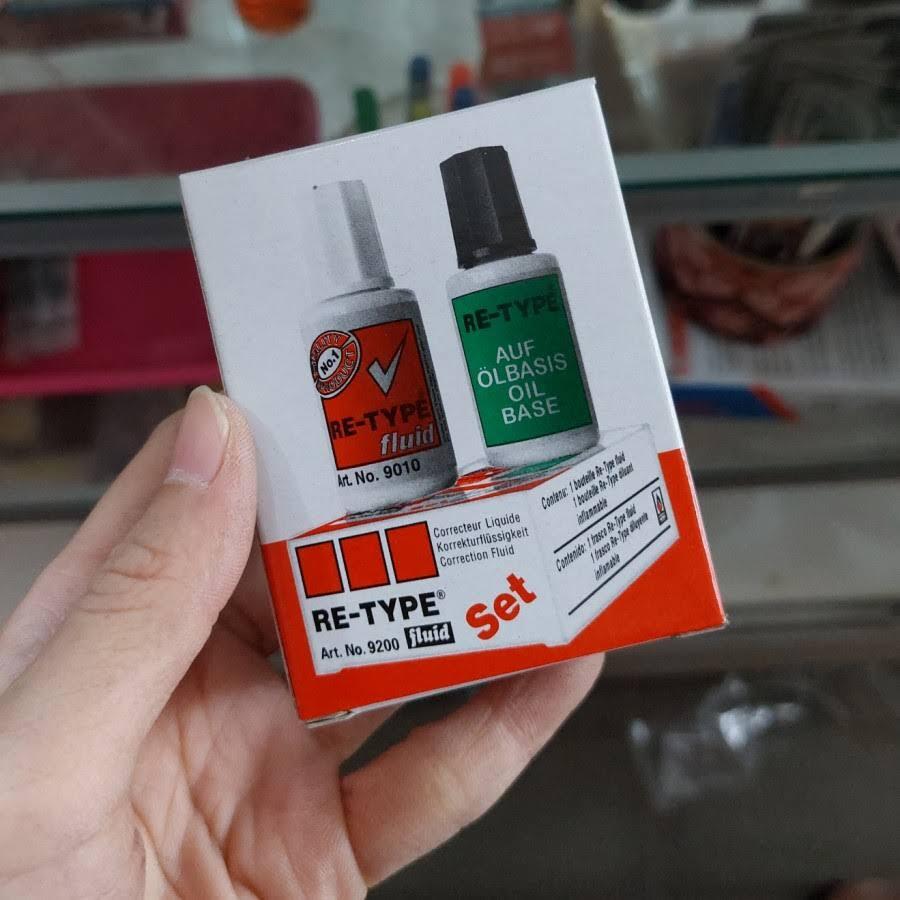 QUALITY
No.1
PRODUCT
RE-TYPE
fluid
Art. No. 9010
RE-TYPE
AUF
ÖLBASIS
OIL
BASE
Correcteur Liquide
Korrekturflüssigkeit
Correction Fluid
RE-TYPE®
Art. No. 9200 fluid
Set
Contenu: 1 bouteille Re-Type fluid
1 bouteille Re-Type diluant
inflammable
Contenido: 1 frasco Re-Type fluid
1 frasco Re-Type diluyente
inflamable